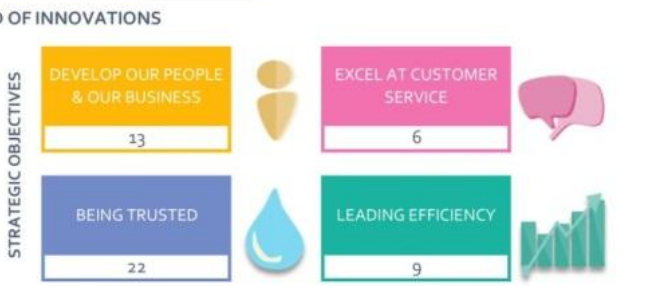 OF INNOVATIONS
STRATEGIC OBJECTIVES
DEVELOP OUR PEOPLE
& OUR BUSINESS
13
EXCEL AT CUSTOMER
SERVICE
6
BEING TRUSTED
22
LEADING EFFICIENCY
9